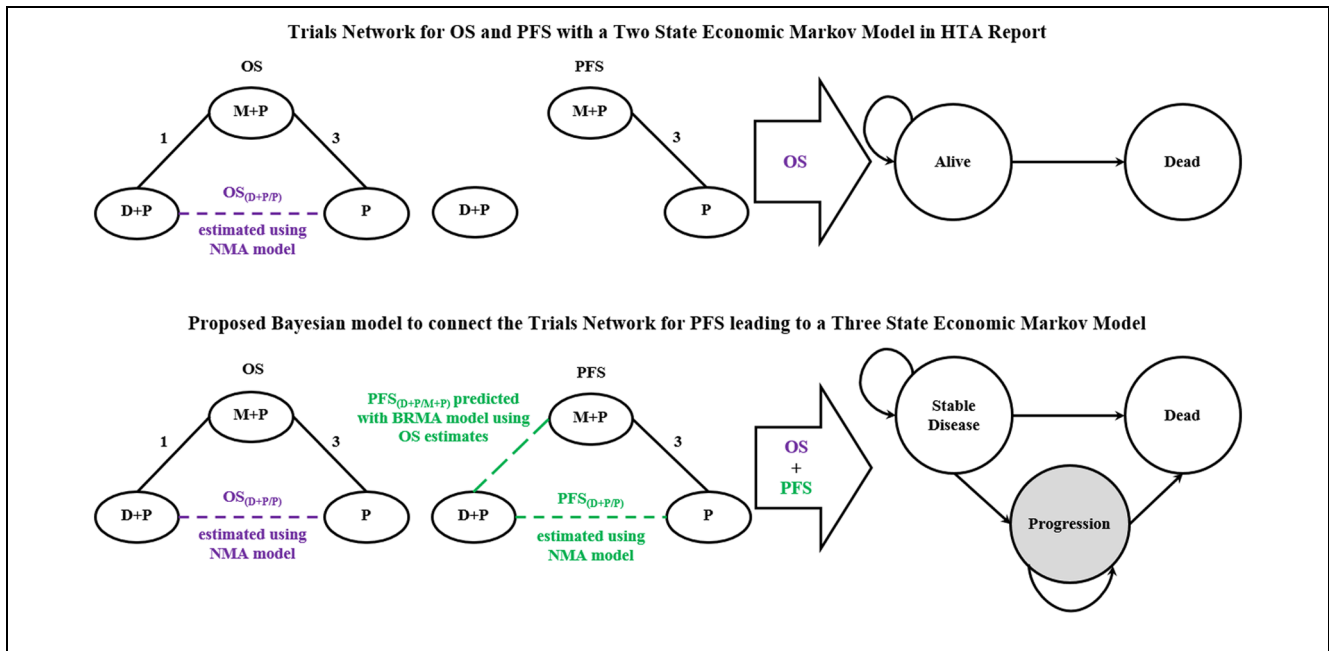 Trials Network for OS and PFS with a Two State Economic Markov Model in HTA Report
OS
PFS
M+P
M+P
1
3
3
OS
Alive
Dead
OS(D+P/P)
D+P
P
D+P
P
estimated using
NMA model
Proposed Bayesian model to connect the Trials Network for PFS leading to a Three State Economic Markov Model
OS
PFS
PFS(D+P/M+P) predicted
with BRMA model using
OS estimates
M+P
M+P
1
3
3
OS
+
PFS
Stable
Disease
Dead
OS(D+P/P)
PFS(D+P/P)
D+P
P
D+P
P
estimated using
NMA model
estimated using
NMA model
Progression